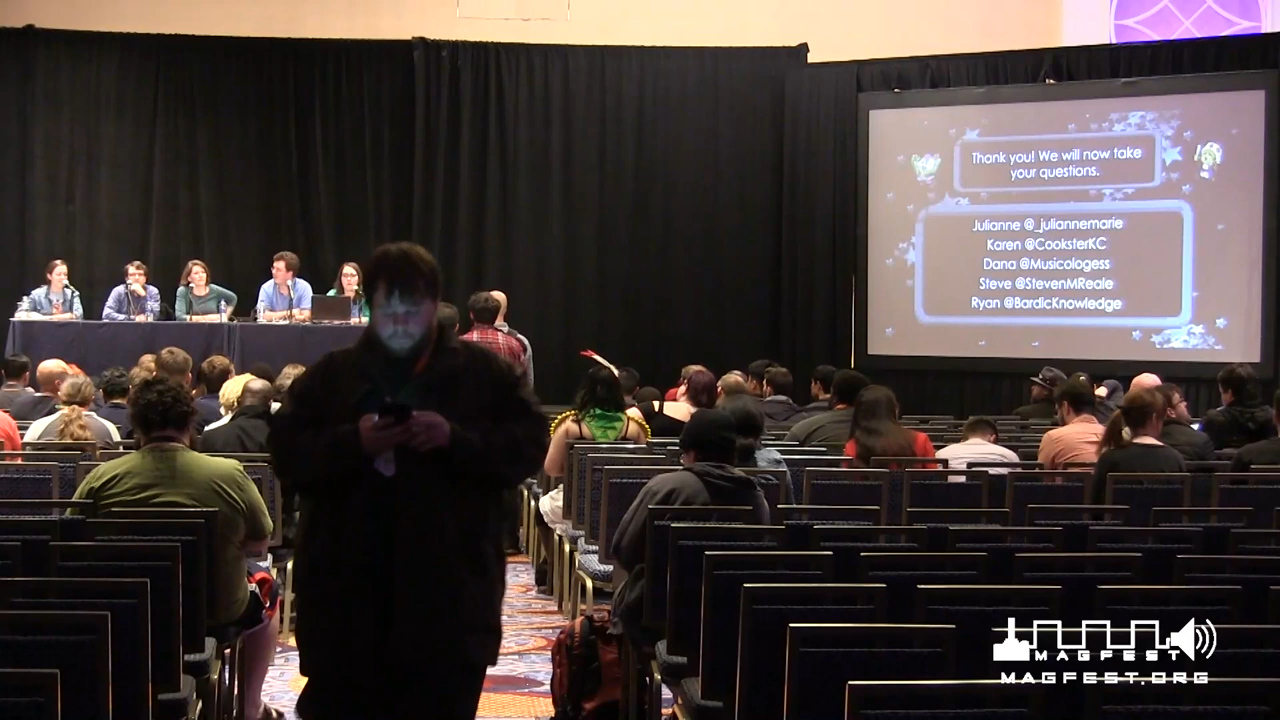 Thank you! We will now take
your questions.
Julianne @_juliannemarie
Karen @CooksterKC
Dana @Musicologess
Steve @StevenMReale
Ryan @BardicKnowledge
MAGFEST
MAGFEST.ORG